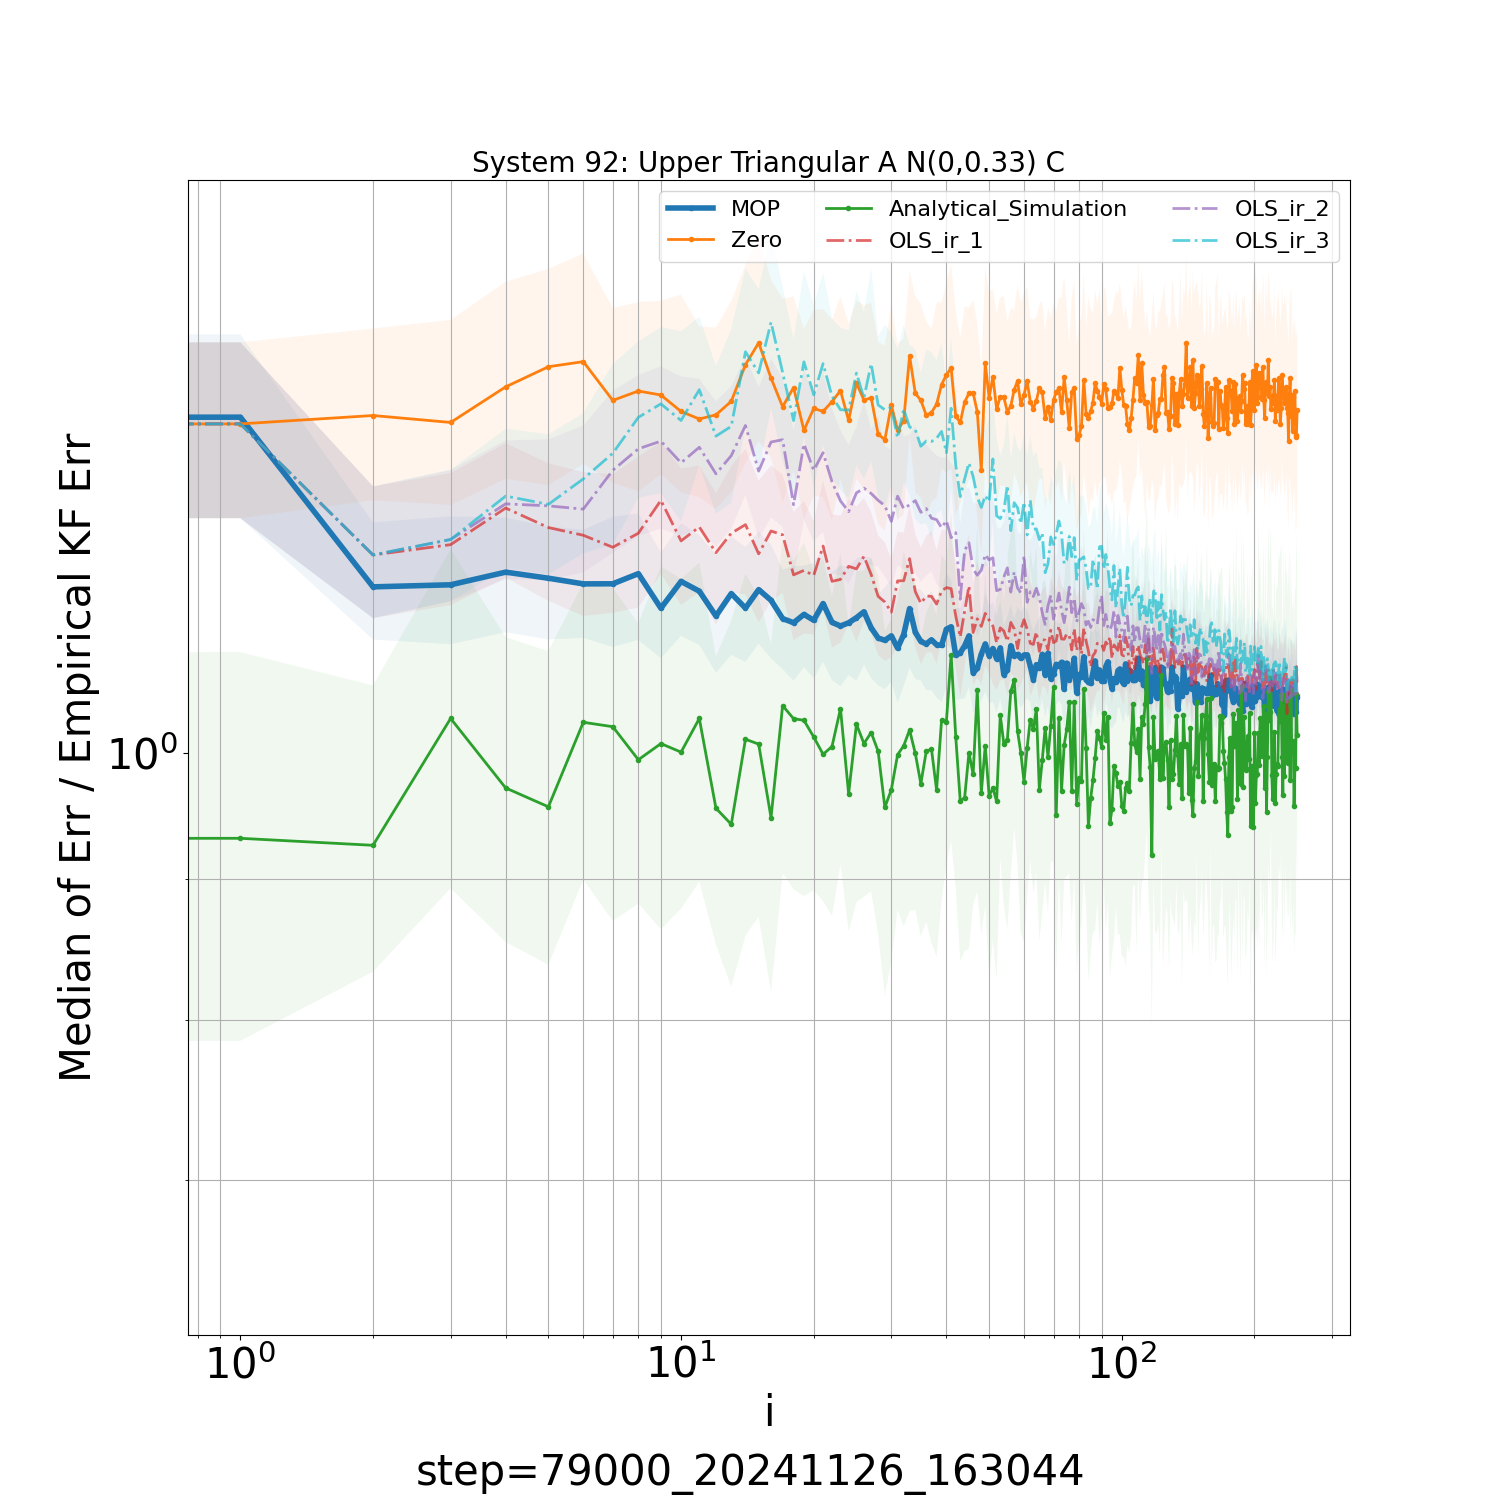 System 92: Upper Triangular A N(0,0.33) C
MOP
Zero
Analytical_Simulation
OLS_ir_1
OLS_ir_2
OLS_ir_3
Median of Err / Empirical KF Err
10⁰
10⁰ 10¹ 10²
i
step=79000_20241126_163044